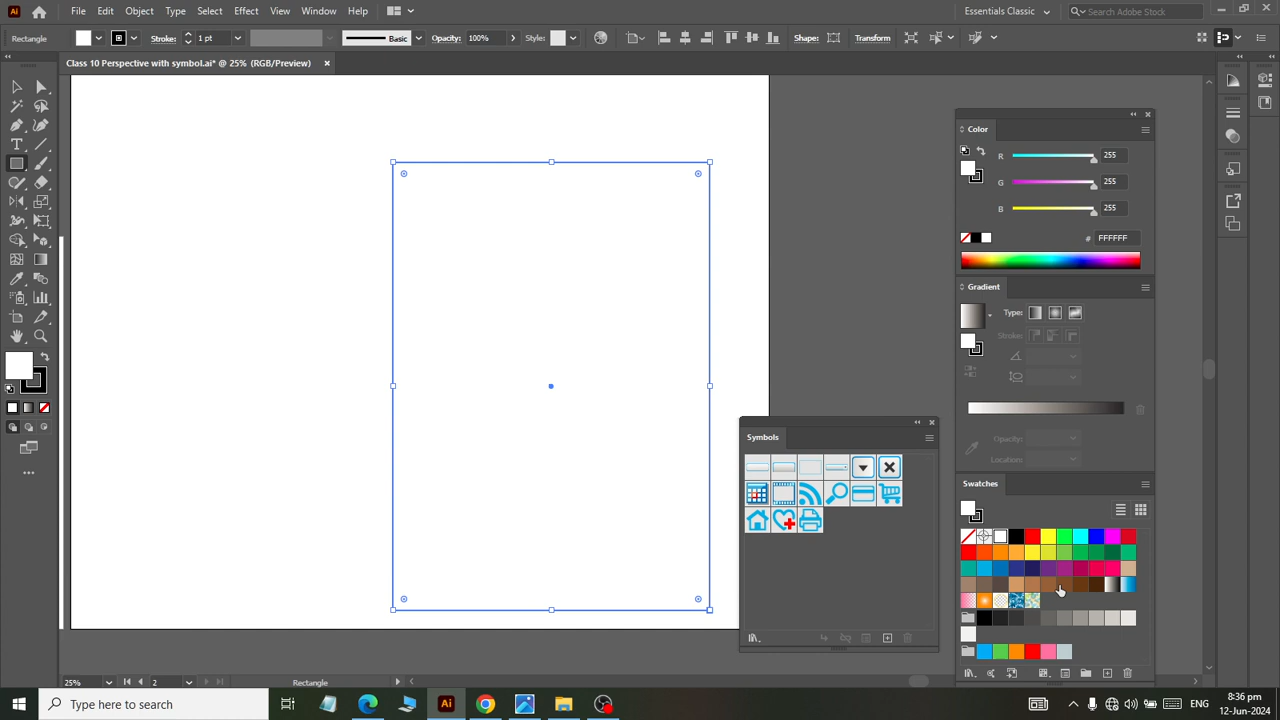 Ai File Edit Object Type Select Effect View Window Help Essentials Classic Search Adobe Stock
Rectangle Stroke: 1 pt Basic Opacity: 100% Style: Shape: Transform
Class 10 Perspective with symbol.ai* @ 25% (RGB/Preview)
Color
R 255
G 255
B 255
# FFFFFF
Gradient
Type:
Stroke:
Opacity:
Location:
Symbols
Swatches
25% 2 Rectangle
Type here to search
Ai
ENG
8:36 pm
12-Jun-2024